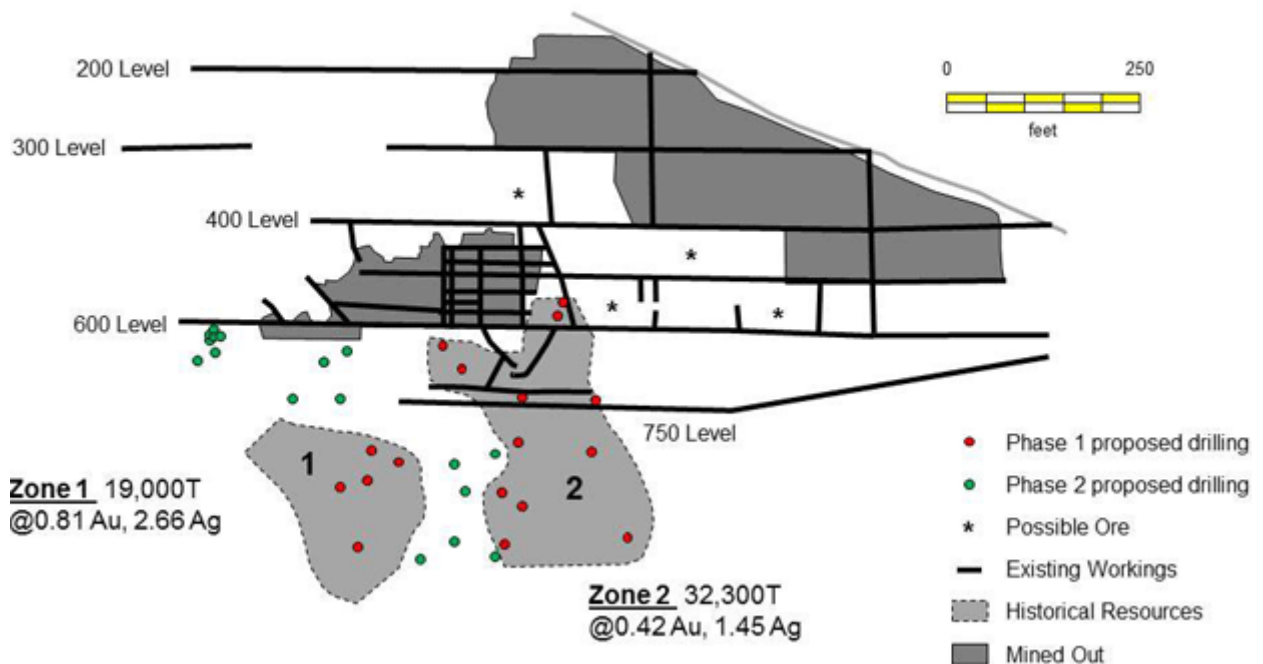 200 Level
0 250
feet
300 Level
*
400 Level
*
*
*
600 Level
750 Level
1
2
Zone 1 19,000T
@0.81 Au, 2.66 Ag
Zone 2 32,300T
@0.42 Au, 1.45 Ag
Phase 1 proposed drilling
Phase 2 proposed drilling
* Possible Ore
Existing Workings
Historical Resources
Mined Out